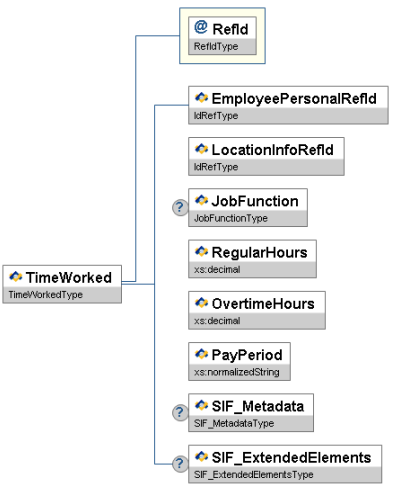 @ RefId
RefIdType
EmployeePersonalRefId
IdRefType
LocationInfoRefId
IdRefType
? JobFunction
JobFunctionType
RegularHours
xs:decimal
TimeWorked
TimeWorkedType
OvertimeHours
xs:decimal
PayPeriod
xs:normalizedString
? SIF_Metadata
SIF_MetadataType
? SIF_ExtendedElements
SIF_ExtendedElementsType